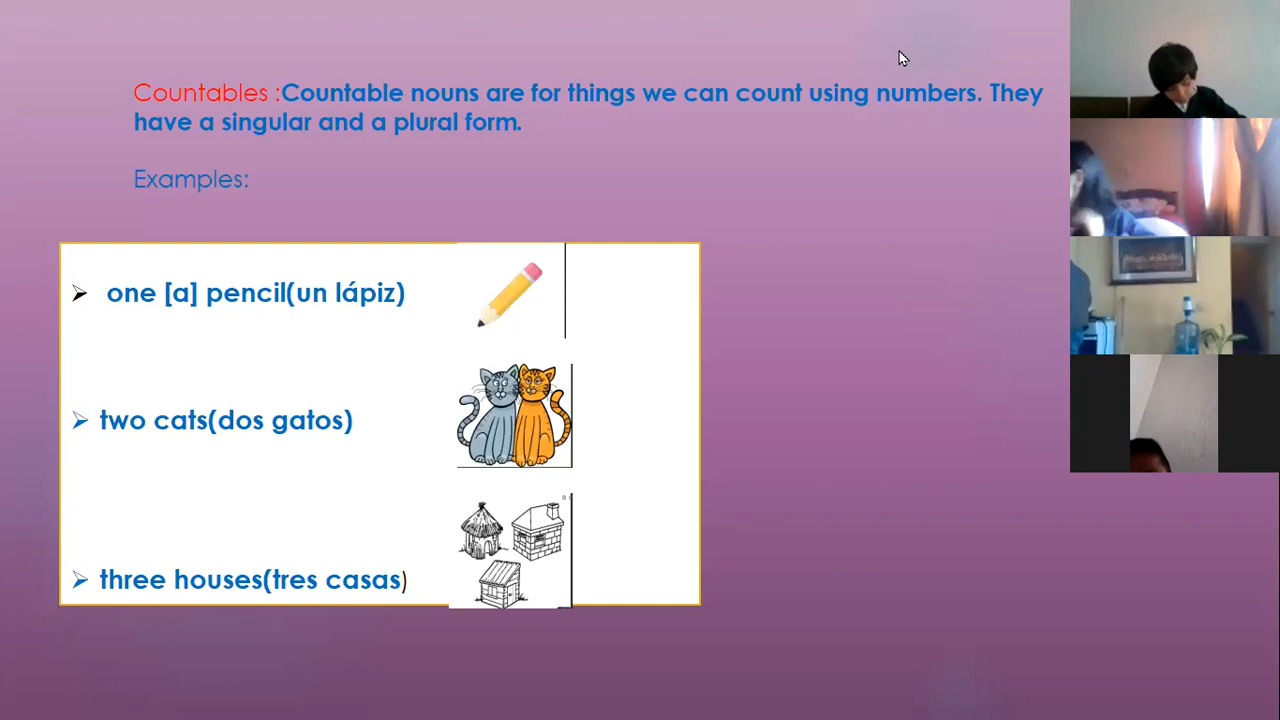 Countables :Countable nouns are for things we can count using numbers. They
have a singular and a plural form.
Examples:
one [a] pencil(un lápiz)
two cats(dos gatos)
three houses(tres casas)